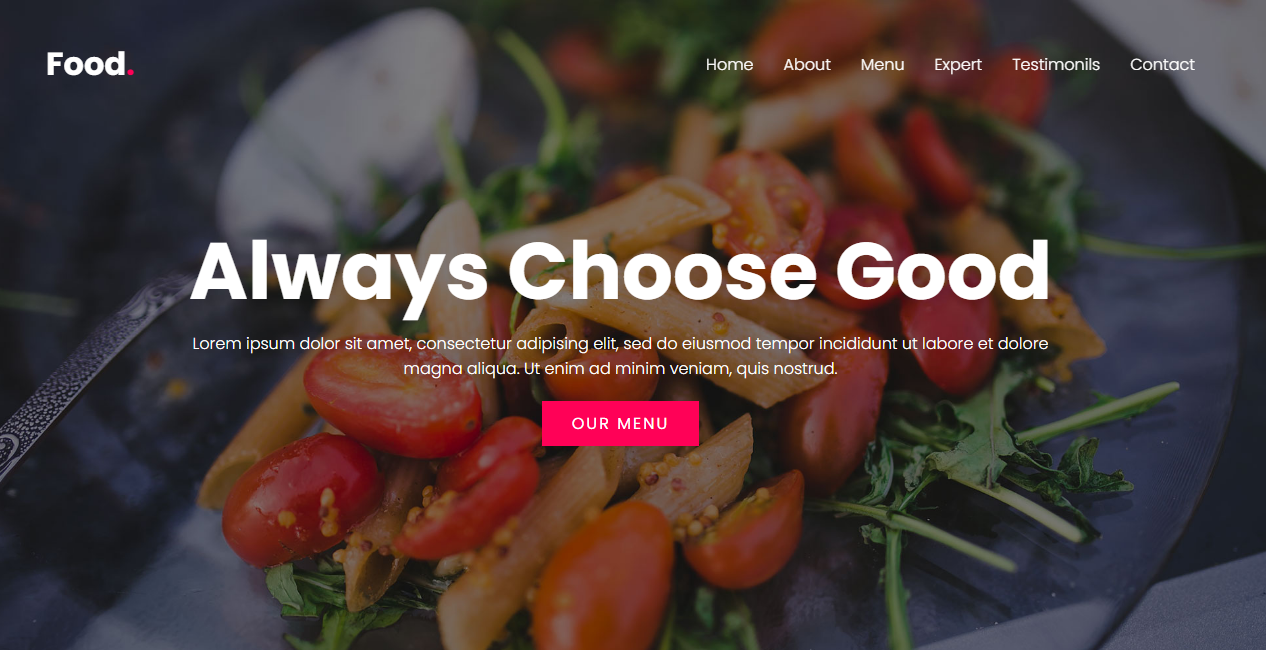 Food.
Home About Menu Expert Testimonils Contact
Always Choose Good
Lorem ipsum dolor sit amet, consectetur adipising elit, sed do eiusmod tempor incididunt ut labore et dolore
magna aliqua. Ut enim ad minim veniam, quis nostrud.
OUR MENU